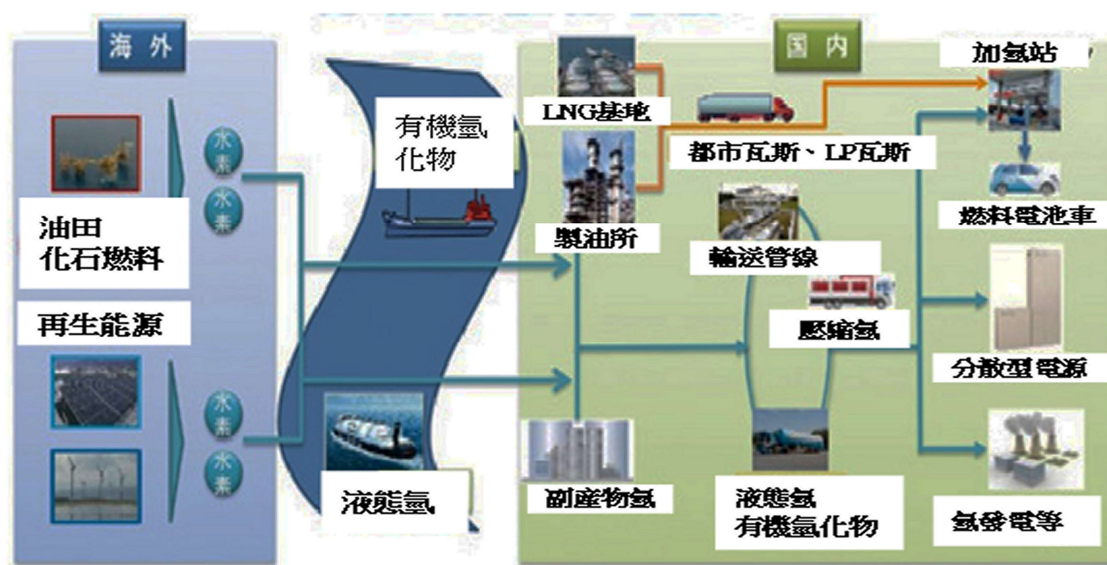 海外
水素
水素
油田
化石燃料
再生能源
水素
水素
有機氫
化物
液態氫
国内
LNG基地
製油所
都市瓦斯、LP瓦斯
加氫站
燃料電池車
輸送管線
壓縮氫
分散型電源
副產物氫
液態氫
有機氫化物
氫發電等